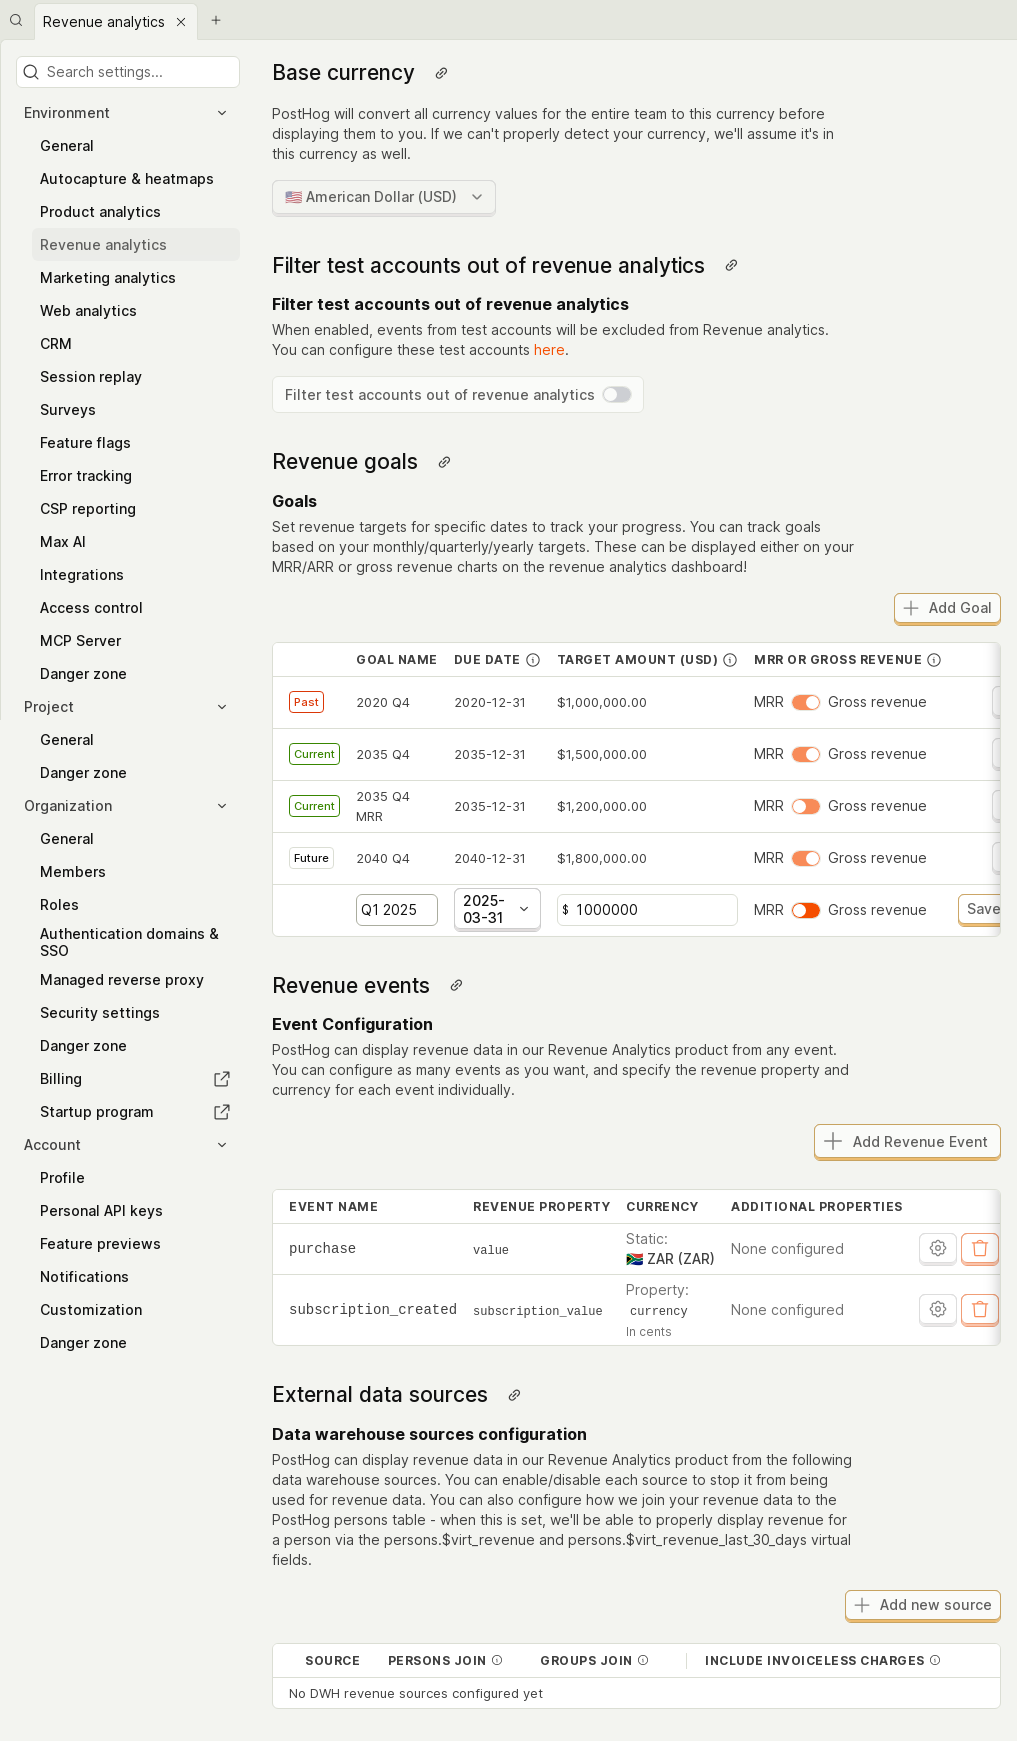 Revenue analytics
Search settings...
Environment
General
Autocapture & heatmaps
Product analytics
Revenue analytics
Marketing analytics
Web analytics
CRM
Session replay
Surveys
Feature flags
Error tracking
CSP reporting
Max AI
Integrations
Access control
MCP Server
Danger zone
Project
General
Danger zone
Organization
General
Members
Roles
Authentication domains &
SSO
Managed reverse proxy
Security settings
Danger zone
Billing
Startup program
Account
Profile
Personal API keys
Feature previews
Notifications
Customization
Danger zone
Base currency
PostHog will convert all currency values for the entire team to this currency before
displaying them to you. If we can't properly detect your currency, we'll assume it's in
this currency as well.
🇺🇸 American Dollar (USD)
Filter test accounts out of revenue analytics
Filter test accounts out of revenue analytics
When enabled, events from test accounts will be excluded from Revenue analytics.
You can configure these test accounts here.
Filter test accounts out of revenue analytics
Revenue goals
Goals
Set revenue targets for specific dates to track your progress. You can track goals
based on your monthly/quarterly/yearly targets. These can be displayed either on your
MRR/ARR or gross revenue charts on the revenue analytics dashboard!
Add Goal
GOAL NAME DUE DATE TARGET AMOUNT (USD) MRR OR GROSS REVENUE
Past 2020 Q4 2020-12-31 $1,000,000.00 MRR Gross revenue
Current 2035 Q4 2035-12-31 $1,500,000.00 MRR Gross revenue
Current 2035 Q4 MRR 2035-12-31 $1,200,000.00 MRR Gross revenue
Future 2040 Q4 2040-12-31 $1,800,000.00 MRR Gross revenue
Q1 2025 2025-03-31 $ 1000000 MRR Gross revenue Save
Revenue events
Event Configuration
PostHog can display revenue data in our Revenue Analytics product from any event.
You can configure as many events as you want, and specify the revenue property and
currency for each event individually.
Add Revenue Event
EVENT NAME REVENUE PROPERTY CURRENCY ADDITIONAL PROPERTIES
purchase value Static: 🇿🇦 ZAR (ZAR) None configured
subscription_created subscription_value Property: currency In cents None configured
External data sources
Data warehouse sources configuration
PostHog can display revenue data in our Revenue Analytics product from the following
data warehouse sources. You can enable/disable each source to stop it from being
used for revenue data. You can also configure how we join your revenue data to the
PostHog persons table - when this is set, we'll be able to properly display revenue for
a person via the persons.$virt_revenue and persons.$virt_revenue_last_30_days virtual
fields.
Add new source
SOURCE PERSONS JOIN GROUPS JOIN INCLUDE INVOICELESS CHARGES
No DWH revenue sources configured yet